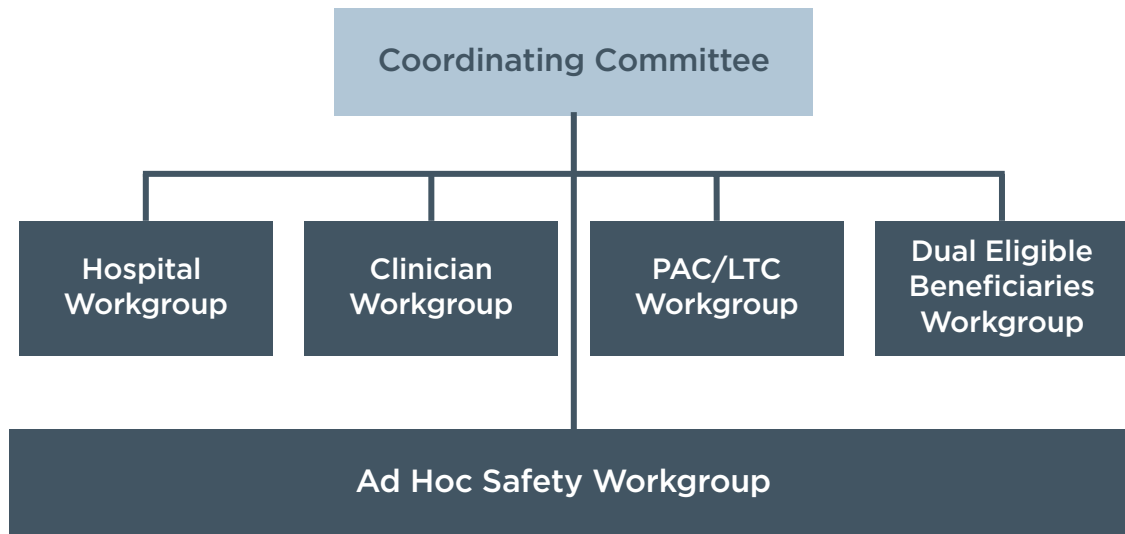 Coordinating Committee
Hospital
Workgroup
Clinician
Workgroup
PAC/LTC
Workgroup
Dual Eligible
Beneficiaries
Workgroup
Ad Hoc Safety Workgroup